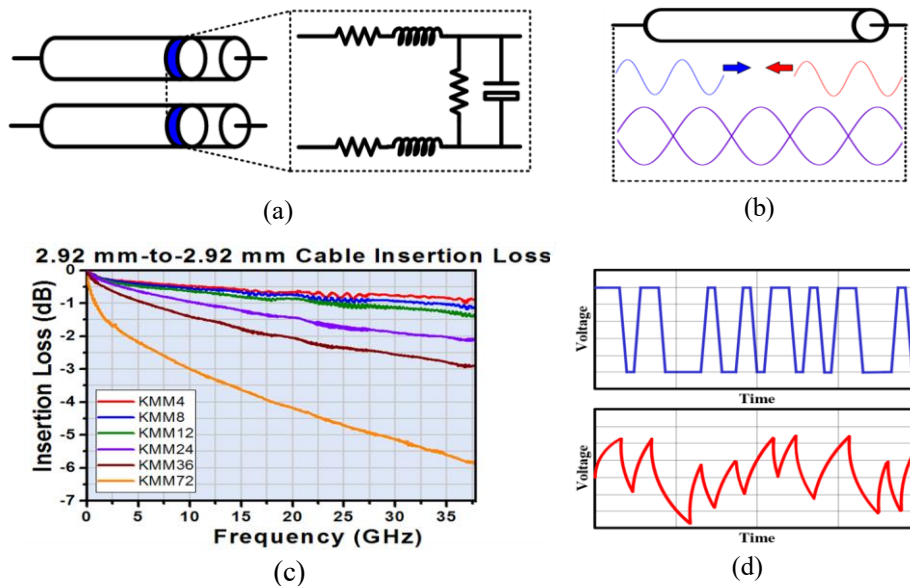 (a)
(b)
2.92 mm-to-2.92 mm Cable Insertion Loss
Insertion Loss (dB)
0
-1
-2
-3
-4
-5
-6
-7
KMM4
KMM8
KMM12
KMM24
KMM36
KMM72
0 5 10 15 20 25 30 35
Frequency (GHz)
(c)
Voltage
Time
Voltage
Time
(d)